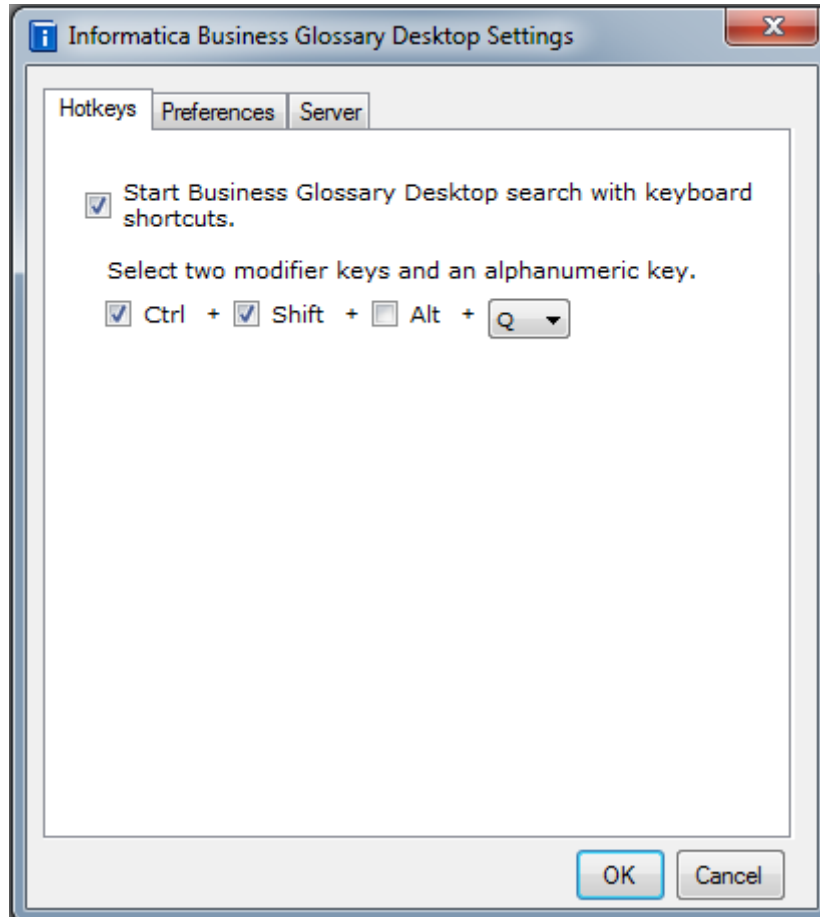 Informatica Business Glossary Desktop Settings
X
Hotkeys Preferences Server
Start Business Glossary Desktop search with keyboard
shortcuts.
Select two modifier keys and an alphanumeric key.
Ctrl + Shift + Alt + Q
OK Cancel